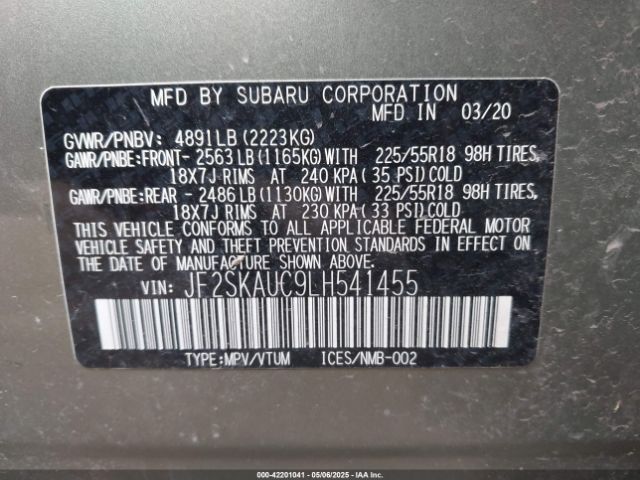 MFD BY SUBARU CORPORATION
MFD IN 03/20
GVWR/PNBV: 4891LB (2223KG)
GAWR/PNBE:FRONT- 2563 LB (1165KG) WITH 225/55R18 98H TIRES,
18X7J RIMS AT 240 KPA (35 PSI) COLD
GAWR/PNBE:REAR - 2486 LB (1130KG) WITH 225/55R18 98H TIRES,
18X7J RIMS AT 230 KPA (33 PSI) COLD
THIS VEHICLE CONFORMS TO ALL APPLICABLE FEDERAL MOTOR
VEHICLE SAFETY AND THEFT PREVENTION STANDARDS IN EFFECT ON
THE DATE OF MANUFACTURE SHOWN ABOVE.
VIN: JF2SKAUC9LH541455
TYPE:MPV/VTUM ICES/NMB-002
000-42201041 - 05/06/2025 - IAAI.COM